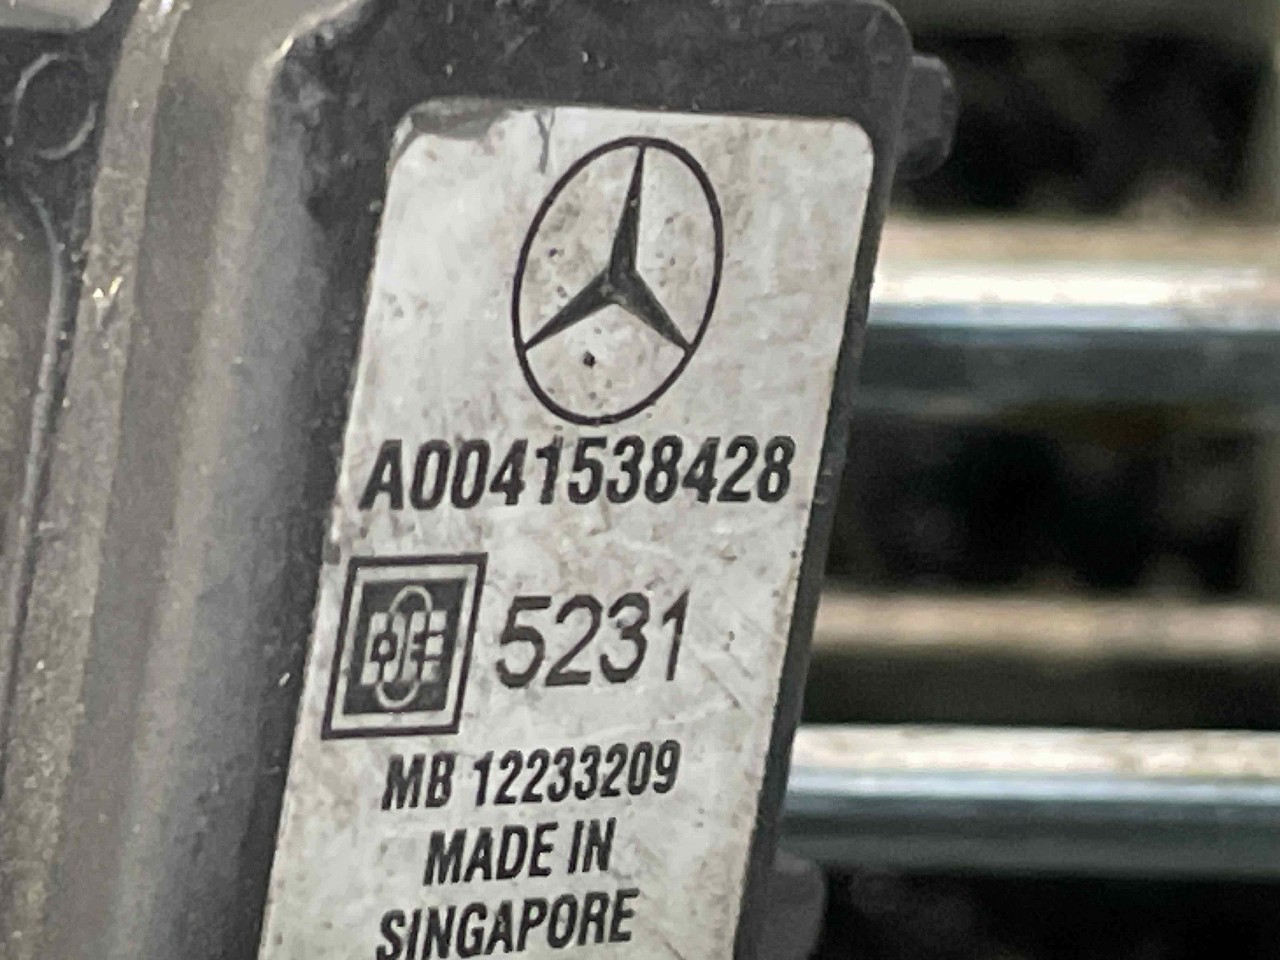 A0041538428
5231
MB 12233209
MADE IN
SINGAPORE